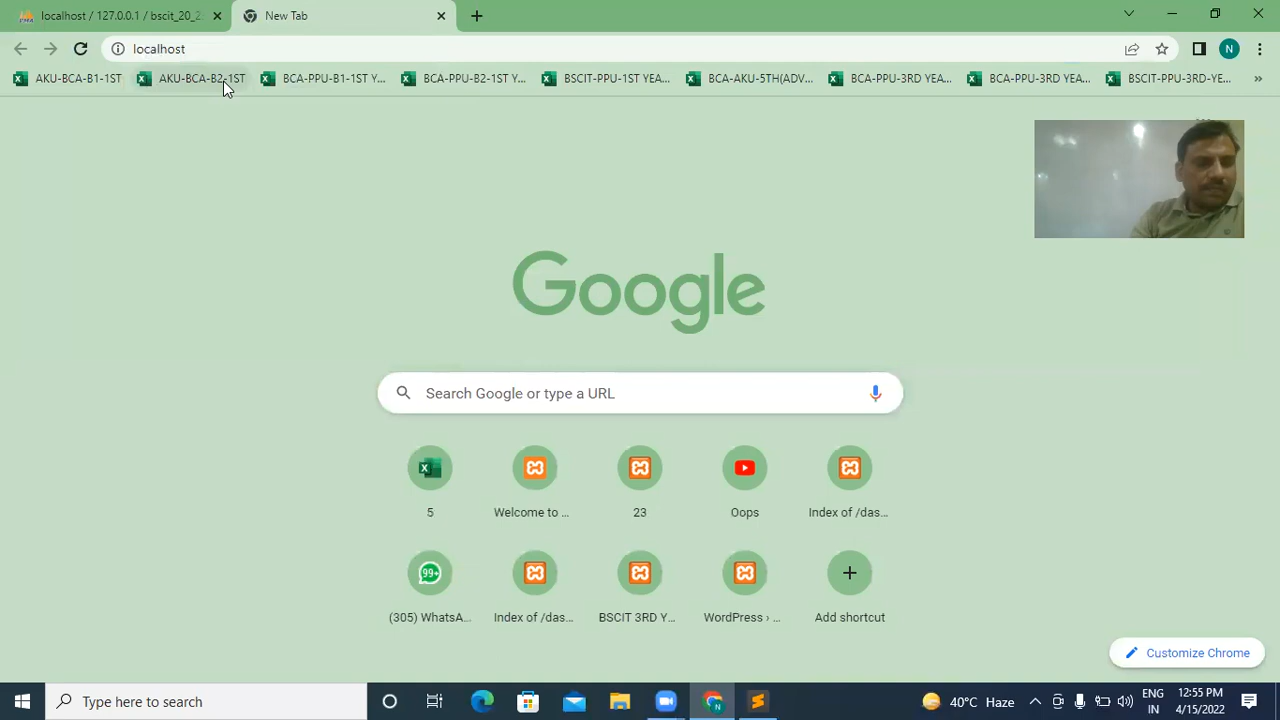 localhost / 127.0.0.1 / bscit_20_2
New Tab
localhost
N
AKU-BCA-B1-1ST
AKU-BCA-B2-1ST
BCA-PPU-B1-1ST Y...
BCA-PPU-B2-1ST Y...
BSCIT-PPU-1ST YEA...
BCA-AKU-5TH(ADV...
BCA-PPU-3RD YEA...
BCA-PPU-3RD YEA...
BSCIT-PPU-3RD-YE...
Google
Search Google or type a URL
5
Welcome to ...
23
Oops
Index of /das...
99+
(305) WhatsA...
Index of /das...
BSCIT 3RD Y...
WordPress › ...
Add shortcut
Customize Chrome
Type here to search
40°C Haze
ENG
IN
12:55 PM
4/15/2022